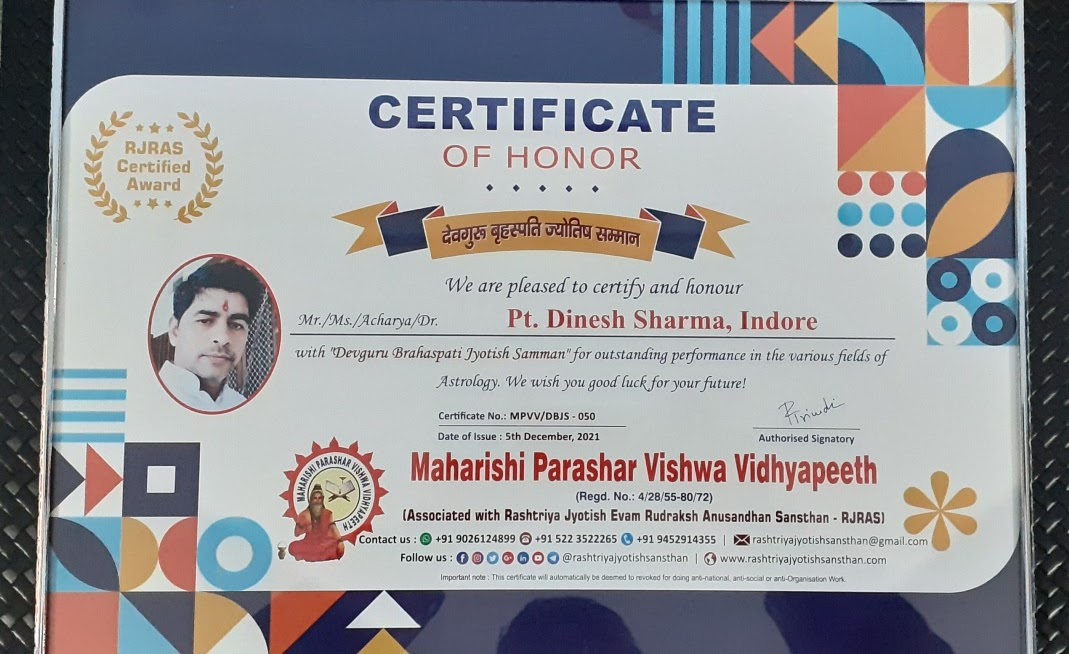 RJRAS
Certified
Award
CERTIFICATE
OF HONOR
देवगुरू बृहस्पति ज्योतिष सम्मान
We are pleased to certify and honour
Mr./Ms./Acharya/Dr. Pt. Dinesh Sharma, Indore
with "Devguru Brahaspati Jyotish Samman" for outstanding performance in the various fields of
Astrology. We wish you good luck for your future!
Certificate No.: MPVV/DBJS - 050
Date of Issue : 5th December, 2021
Authorised Signatory
MAHARISHI PARASHAR VISHWA VIDHYAPEETH
Maharishi Parashar Vishwa Vidhyapeeth
(Regd. No.: 4/28/55-80/72)
(Associated with Rashtriya Jyotish Evam Rudraksh Anusandhan Sansthan - RJRAS)
Contact us : +91 9026124899 +91 522 3522265 +91 9452914355 | rashtriyajyotishsansthan@gmail.com
Follow us : @rashtriyajyotishsansthan | www.rashtriyajyotishsansthan.com
Important note : This certificate will automatically be deemed to revoked for doing anti-national, anti-social or anti-Organisation Work.